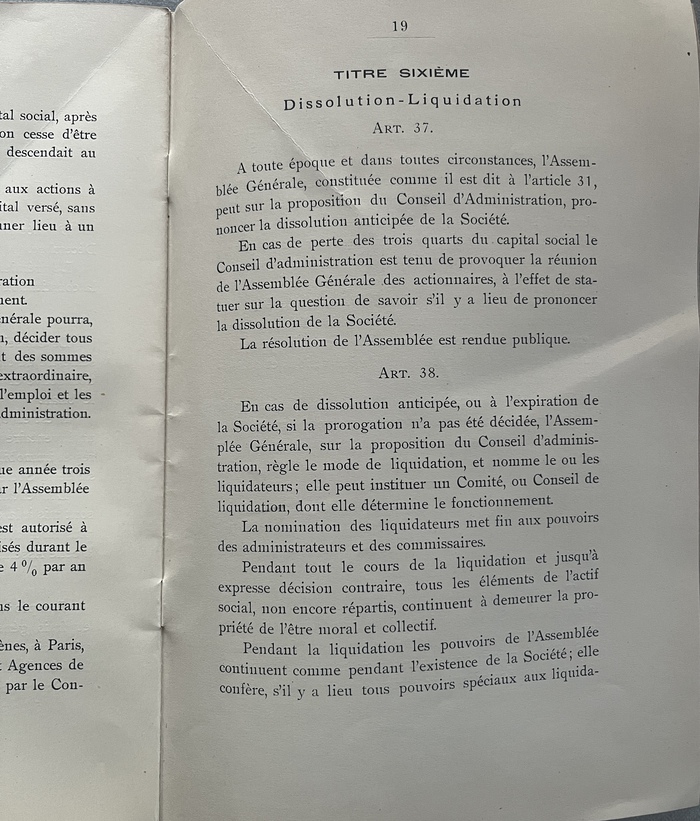 tal social, après
on cesse d'être
descendait au
aux actions à
ital versé, sans
nner lieu à un
ration
nent.
énérale pourra,
n, décider tous
t des sommes
extraordinaire,
l'emploi et les
dministration.
ue année trois
ar l'Assemblée
est autorisé à
isés durant le
e 4 % par an
ns le courant
ènes, à Paris,
t Agences de
par le Con-
19
TITRE SIXIÈME
Dissolution-Liquidation
ART. 37.
A toute époque et dans toutes circonstances, l'Assem-
blée Générale, constituée comme il est dit à l'article 31,
peut sur la proposition du Conseil d'Administration, pro-
noncer la dissolution anticipée de la Société.
En cas de perte des trois quarts du capital social le
Conseil d'administration est tenu de provoquer la réunion
de l'Assemblée Générale des actionnaires, à l'effet de sta-
tuer sur la question de savoir s'il y a lieu de prononcer
la dissolution de la Société.
La résolution de l'Assemblée est rendue publique.
ART. 38.
En cas de dissolution anticipée, ou à l'expiration de
la Société, si la prorogation n'a pas été décidée, l'Assem-
plée Générale, sur la proposition du Conseil d'adminis-
tration, règle le mode de liquidation, et nomme le ou les
liquidateurs ; elle peut instituer un Comité, ou Conseil de
liquidation, dont elle détermine le fonctionnement.
La nomination des liquidateurs met fin aux pouvoirs
des administrateurs et des commissaires.
Pendant tout le cours de la liquidation et jusqu'à
expresse décision contraire, tous les éléments de l'actif
social, non encore répartis, continuent à demeurer la pro-
priété de l'être moral et collectif.
Pendant la liquidation les pouvoirs de l'Assemblée
continuent comme pendant l'existence de la Société ; elle
confère, s'il y a lieu tous pouvoirs spéciaux aux liquida-